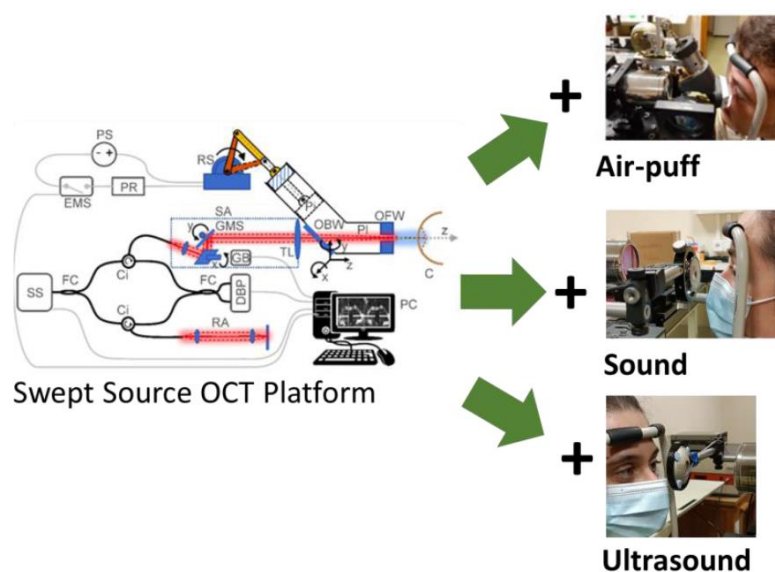 PS
EMS
PR
RS
Pi
SA
GMS
y
x
GB
TL
OBW
OFW
Pi
y
z
x
z
C
SS
FC
Ci
Ci
FC
DBP
RA
PC
Swept Source OCT Platform
+
Air-puff
+
Sound
+
Ultrasound